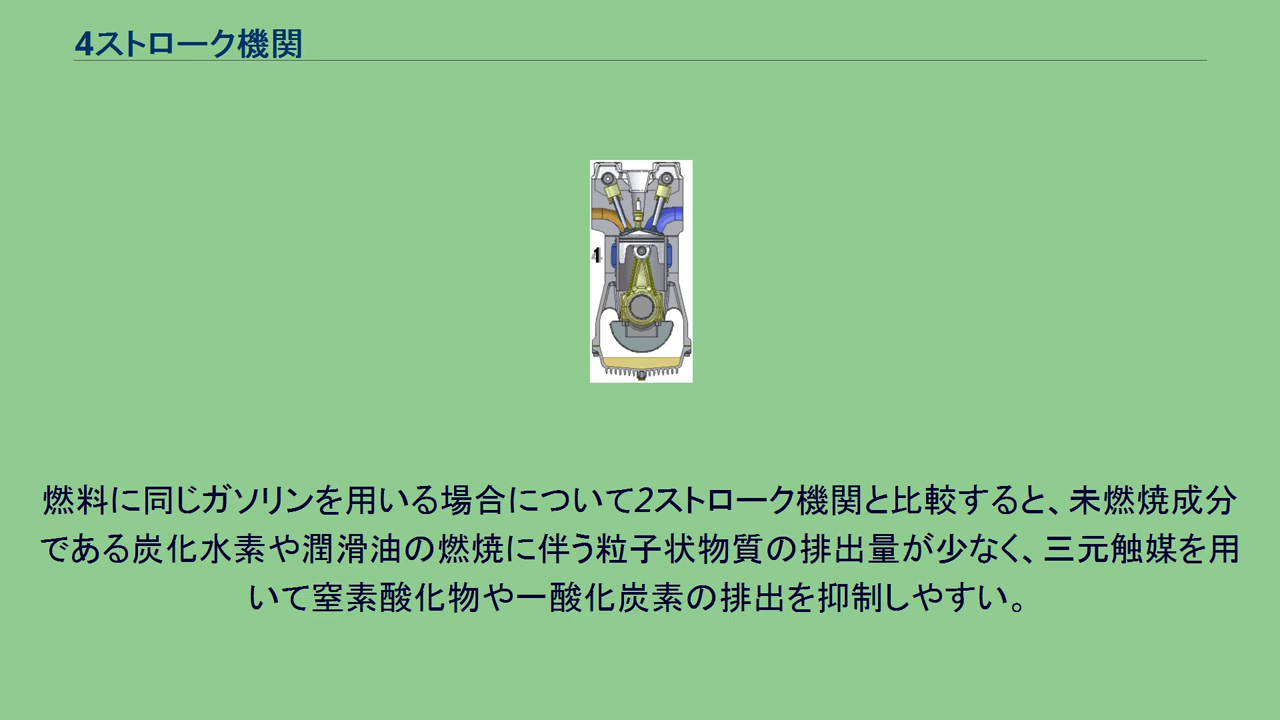 4ストローク機関
燃料に同じガソリンを用いる場合について2ストローク機関と比較すると、未燃焼成分
である炭化水素や潤滑油の燃焼に伴う粒子状物質の排出量が少なく、三元触媒を用
いて窒素酸化物や一酸化炭素の排出を抑制しやすい。